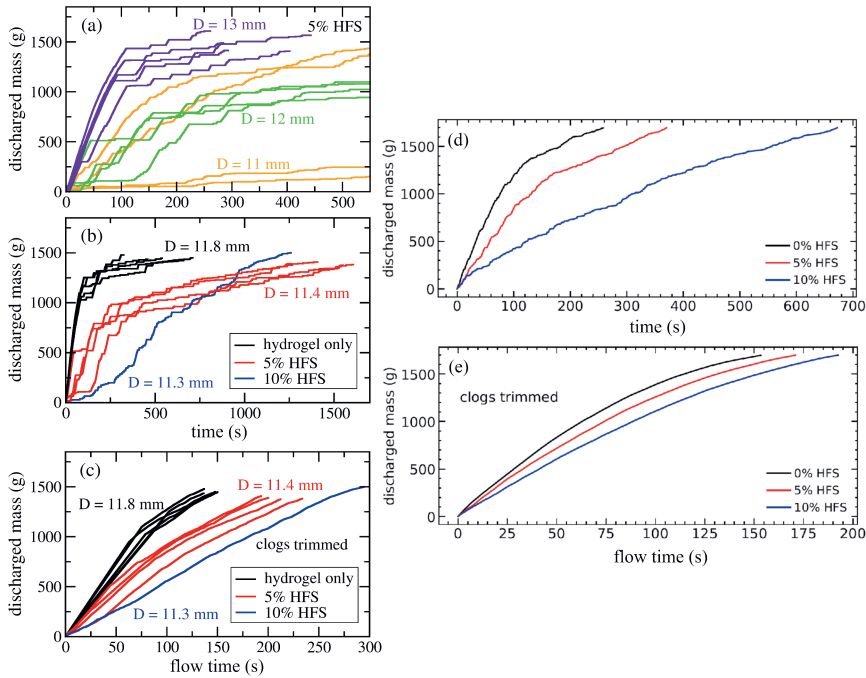 (a)
D = 13 mm
5% HFS
D = 12 mm
D = 11 mm
discharged mass (g)
1500
1250
1000
750
500
250
0
0 100 200 300 400 500
(b)
D = 11.8 mm
D = 11.4 mm
D = 11.3 mm
hydrogel only
5% HFS
10% HFS
discharged mass (g)
1500
1250
1000
750
500
250
0
0 500 1000 1500
time (s)
(c)
D = 11.8 mm
D = 11.4 mm
clogs trimmed
D = 11.3 mm
hydrogel only
5% HFS
10% HFS
discharged mass (g)
1500
1000
500
0
0 50 100 150 200 250 300
flow time (s)
(d)
discharged mass (g)
1500
1000
500
0
0% HFS
5% HFS
10% HFS
0 100 200 300 400 500 600 700
time (s)
(e)
clogs trimmed
discharged mass (g)
1500
1000
500
0
0% HFS
5% HFS
10% HFS
0 25 50 75 100 125 150 175 200
flow time (s)